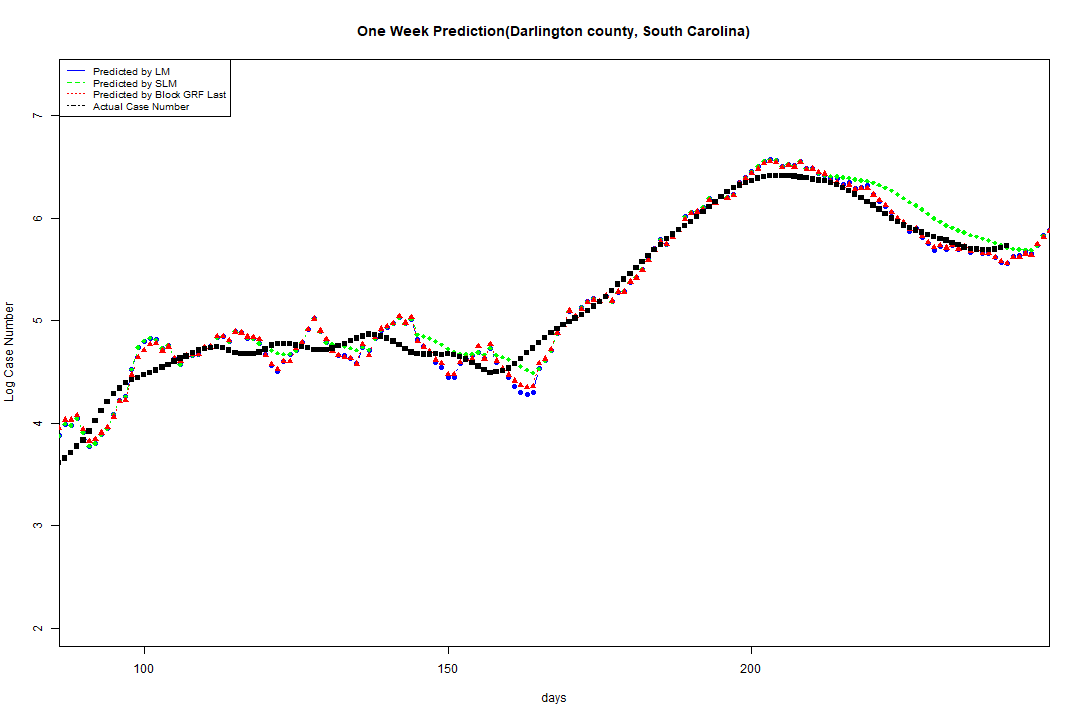 One Week Prediction(Darlington county, South Carolina)
Predicted by LM
Predicted by SLM
Predicted by Block GRF Last
Actual Case Number
7
6
5
4
3
2
Log Case Number
100 150 200
days